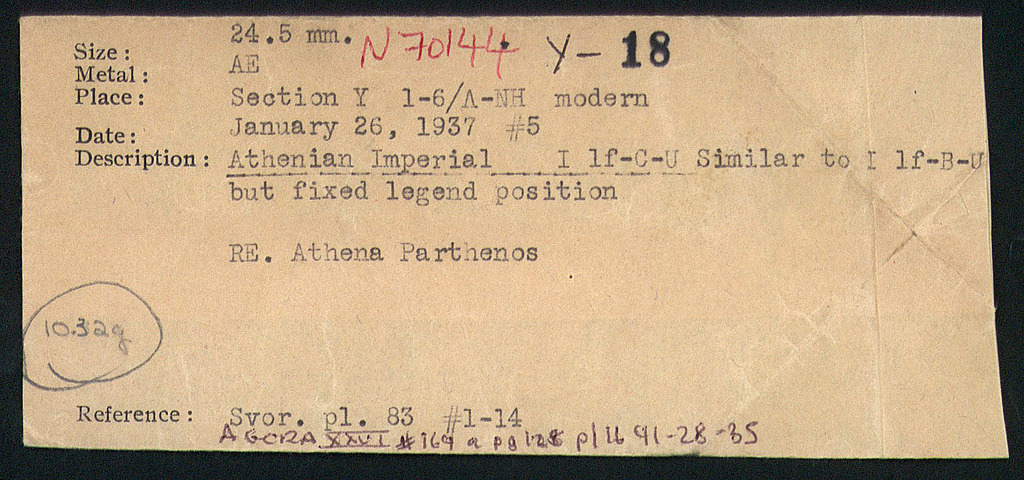 Size : 24.5 mm. N 70144 Y- 18
Metal : AE
Place : Section Y 1-6/Λ-NH modern
Date : January 26, 1937 #5
Description : Athenian Imperial I lf-C-U Similar to I lf-B-U
but fixed legend position
RE. Athena Parthenos
10.32g
Reference : Svor. pl. 83 #1-14
AGORA XXVI # 169 a pg 128 pl 16 91-28-35